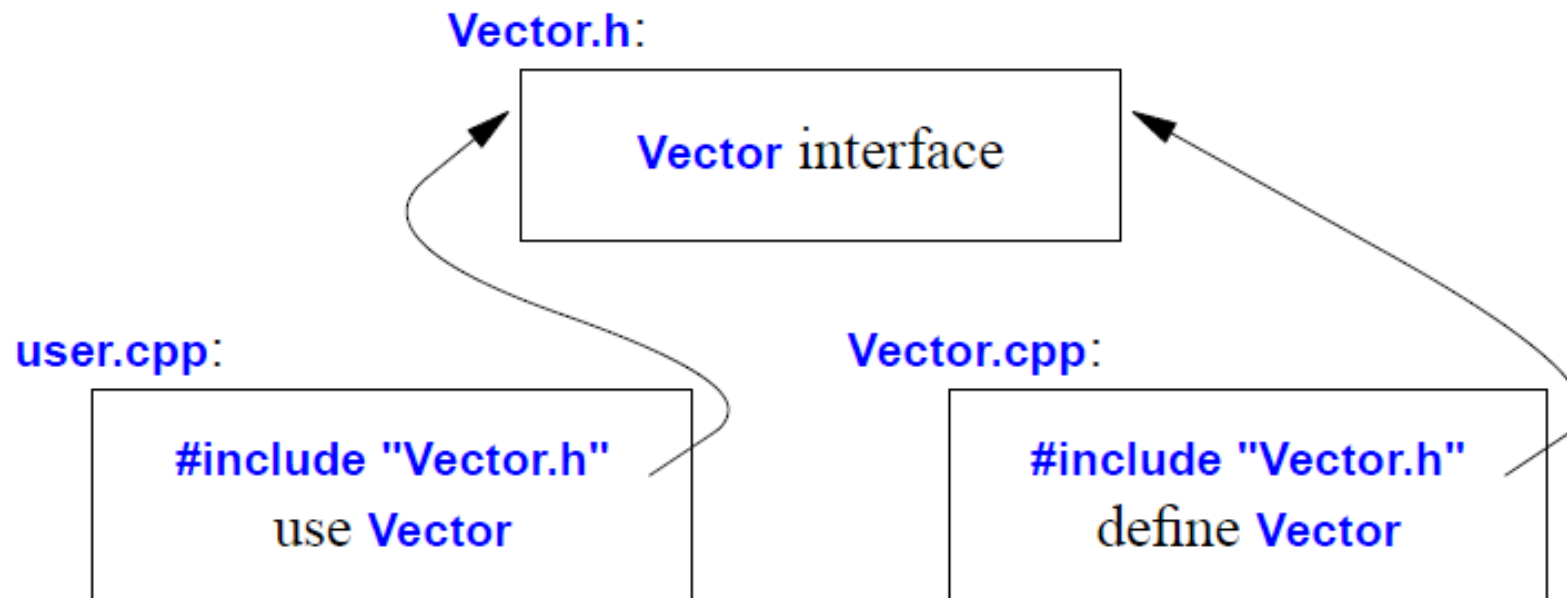 Vector.h:
Vector interface
user.cpp:
#include "Vector.h"
use Vector
Vector.cpp:
#include "Vector.h"
define Vector